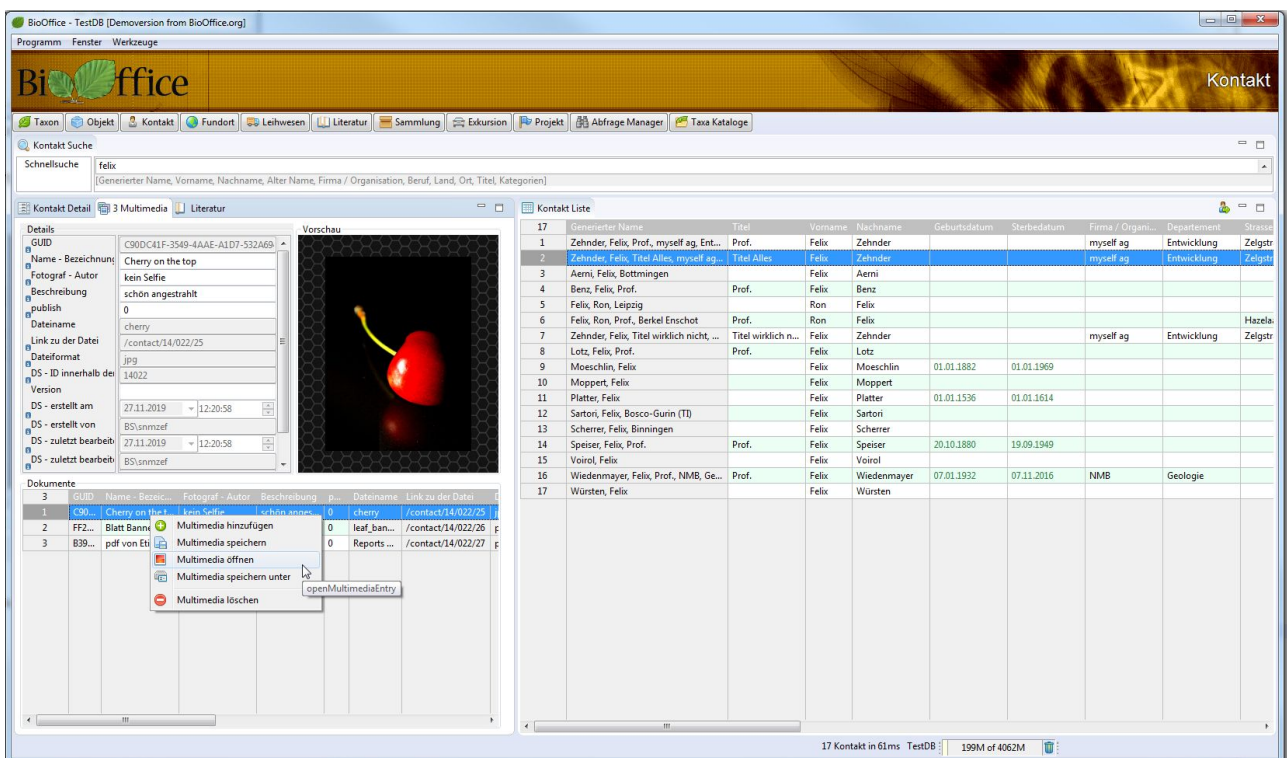 BioOffice - TestDB [Demoversion from BioOffice.org]
Programm Fenster Werkzeuge
BioOffice
Kontakt
Taxon Objekt Kontakt Fundort Leihwesen Literatur Sammlung Exkursion Projekt Abfrage Manager Taxa Kataloge
Kontakt Suche
Schnellsuche felix
[Generierter Name, Vorname, Nachname, Alter Name, Firma / Organisation, Beruf, Land, Ort, Titel, Kategorien]
Kontakt Detail 3 Multimedia Literatur
Details
GUID C90DC41F-3549-4AAE-A1D7-532A69
Name - Bezeichnung Cherry on the top
Fotograf - Autor kein Selfie
Beschreibung schön angestrahlt
publish 0
Dateiname cherry
Link zu der Datei /contact/14/022/25
Dateiformat jpg
DS - ID innerhalb der 14022
Version
DS - erstellt am 27.11.2019 12:20:58
DS - erstellt von BS\snmzef
DS - zuletzt bearbeit 27.11.2019 12:20:58
DS - zuletzt bearbeit BS\snmzef
Vorschau
Dokumente
3 GUID Name - Bezeic... Fotograf - Autor Beschreibung p... Dateiname Link zu der Datei
1 C90... Cherry on the t... kein Selfie schön anges... 0 cherry /contact/14/022/25
2 FF2... Blatt Banne 0 leaf_ban... /contact/14/022/26
3 B39... pdf von Eti 0 Reports ... /contact/14/022/27
Multimedia hinzufügen
Multimedia speichern
Multimedia öffnen
Multimedia speichern unter
Multimedia löschen
openMultimediaEntry
Kontakt Liste
17 Generierter Name Titel Vorname Nachname Geburtsdatum Sterbedatum Firma / Organi... Departement Strasse
1 Zehnder, Felix, Prof., myself ag, Ent... Prof. Felix Zehnder myself ag Entwicklung Zelgstr
2 Zehnder, Felix, Titel Alles, myself ag... Titel Alles Felix Zehnder myself ag Entwicklung Zelgstr
3 Aerni, Felix, Bottmingen Felix Aerni
4 Benz, Felix, Prof. Prof. Felix Benz
5 Felix, Ron, Leipzig Ron Felix
6 Felix, Ron, Prof., Berkel Enschot Prof. Ron Felix Hazela
7 Zehnder, Felix, Titel wirklich nicht, ... Titel wirklich n... Felix Zehnder myself ag Entwicklung Zelgstr
8 Lotz, Felix, Prof. Prof. Felix Lotz
9 Moeschlin, Felix Felix Moeschlin 01.01.1882 01.01.1969
10 Moppert, Felix Felix Moppert
11 Platter, Felix Felix Platter 01.01.1536 01.01.1614
12 Sartori, Felix, Bosco-Gurin (TI) Felix Sartori
13 Scherrer, Felix, Binningen Felix Scherrer
14 Speiser, Felix, Prof. Prof. Felix Speiser 20.10.1880 19.09.1949
15 Voirol, Felix Felix Voirol
16 Wiedenmayer, Felix, Prof., NMB, Ge... Prof. Felix Wiedenmayer 07.01.1932 07.11.2016 NMB Geologie
17 Würsten, Felix Felix Würsten
17 Kontakt in 61ms TestDB 199M of 4062M